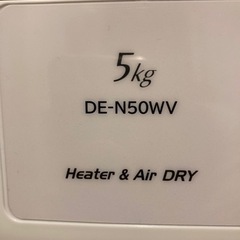 5kg
DE-N50WV
Heater & Air DRY